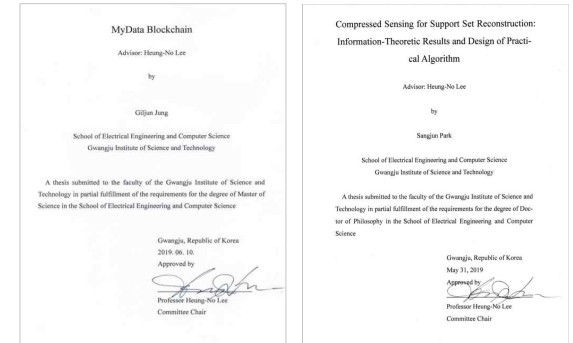 MyData Blockchain
Advisor: Heung-No Lee
by
Giljun Jung
School of Electrical Engineering and Computer Science
Gwangju Institute of Science and Technology
A thesis submitted to the faculty of the Gwangju Institute of Science and
Technology in partial fulfillment of the requirements for the degree of Master of
Science in the School of Electrical Engineering and Computer Science
Gwangju, Republic of Korea
2019. 06. 10.
Approved by
Professor Heung-No Lee
Committee Chair
Compressed Sensing for Support Set Reconstruction:
Information-Theoretic Results and Design of Practi-
cal Algorithm
Advisor: Heung-No Lee
by
Sangjun Park
School of Electrical Engineering and Computer Science
Gwangju Institute of Science and Technology
A thesis submitted to the faculty of the Gwangju Institute of Science and
Technology in partial fulfillment of the requirements for the degree of Doc-
tor of Philosophy in the School of Electrical Engineering and Computer
Science
Gwangju, Republic of Korea
May 31, 2019
Approved by
Professor Heung-No Lee
Committee Chair